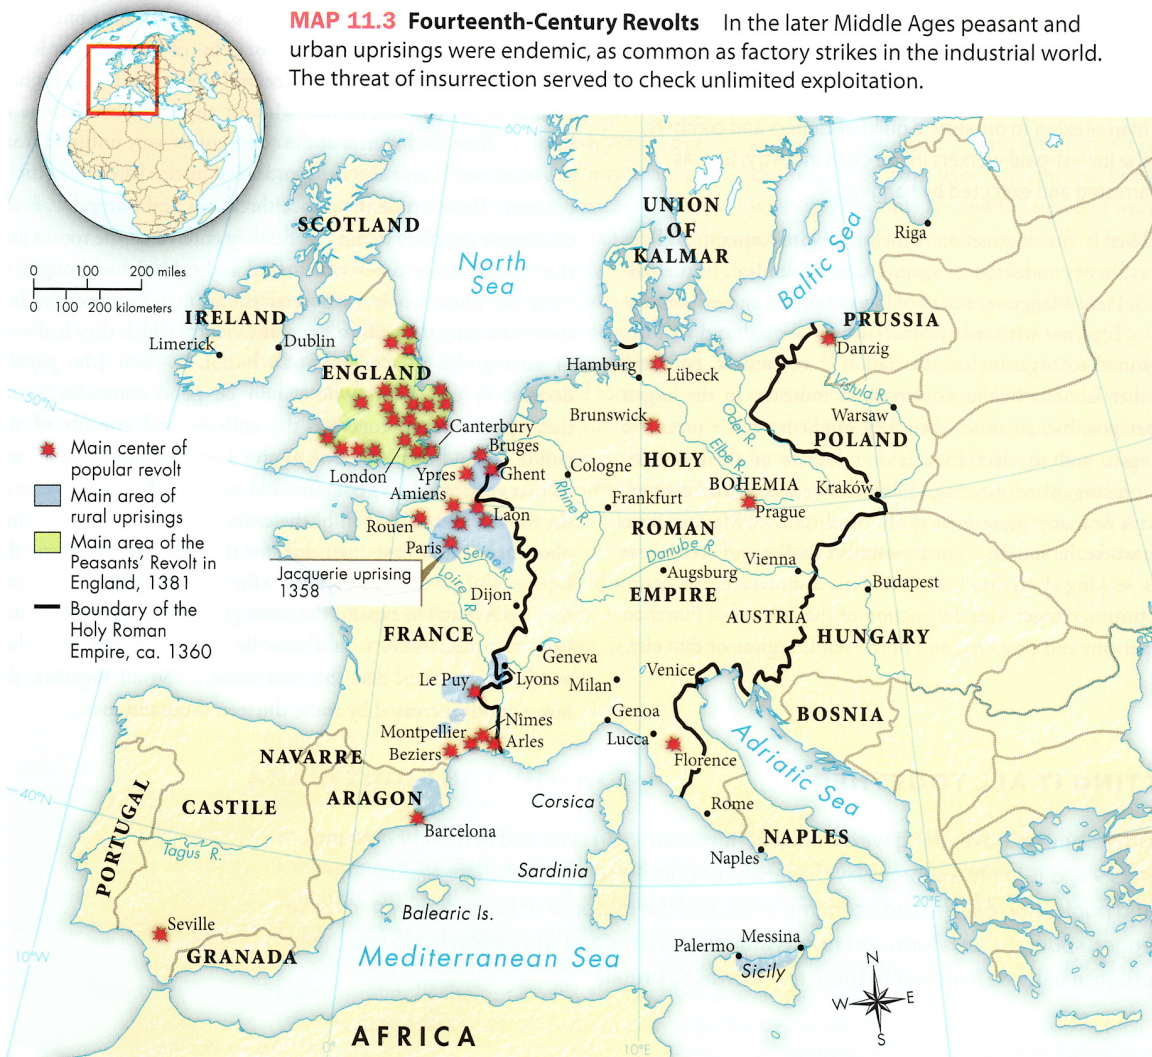 MAP 11.3 Fourteenth-Century Revolts In the later Middle Ages peasant and
urban uprisings were endemic, as common as factory strikes in the industrial world.
The threat of insurrection served to check unlimited exploitation.
60°N
SCOTLAND
North
Sea
UNION
OF
KALMAR
Baltic Sea
Riga
0 100 200 miles
0 100 200 kilometers
IRELAND
Limerick
Dublin
PRUSSIA
Danzig
ENGLAND
Hamburg
Lübeck
50°N
Vistula R.
Warsaw
Canterbury
Bruges
Brunswick
Oder R.
POLAND
Main center of
popular revolt
Main area of
rural uprisings
Main area of the
Peasants' Revolt in
England, 1381
Boundary of the
Holy Roman
Empire, ca. 1360
London
Ypres
Ghent
Cologne
HOLY
Elbe R.
BOHEMIA
Kraków
Amiens
Rhine R.
Frankfurt
Prague
Rouen
Laon
ROMAN
Paris
Seine R.
Danube R.
Vienna
Jacquerie uprising
1358
Loire R.
Augsburg
Budapest
Dijon
EMPIRE
AUSTRIA
FRANCE
HUNGARY
Geneva
Le Puy
Lyons
Milan
Venice
Nîmes
Genoa
BOSNIA
Montpellier
Beziers
Arles
Lucca
Adriatic Sea
NAVARRE
Florence
40°N
PORTUGAL
CASTILE
ARAGON
Corsica
Rome
Barcelona
NAPLES
Tagus R.
Naples
Sardinia
Balearic Is.
20°E
Seville
10°W
GRANADA
Mediterranean Sea
Palermo
Messina
Sicily
N
W
E
S
AFRICA
0°
10°E